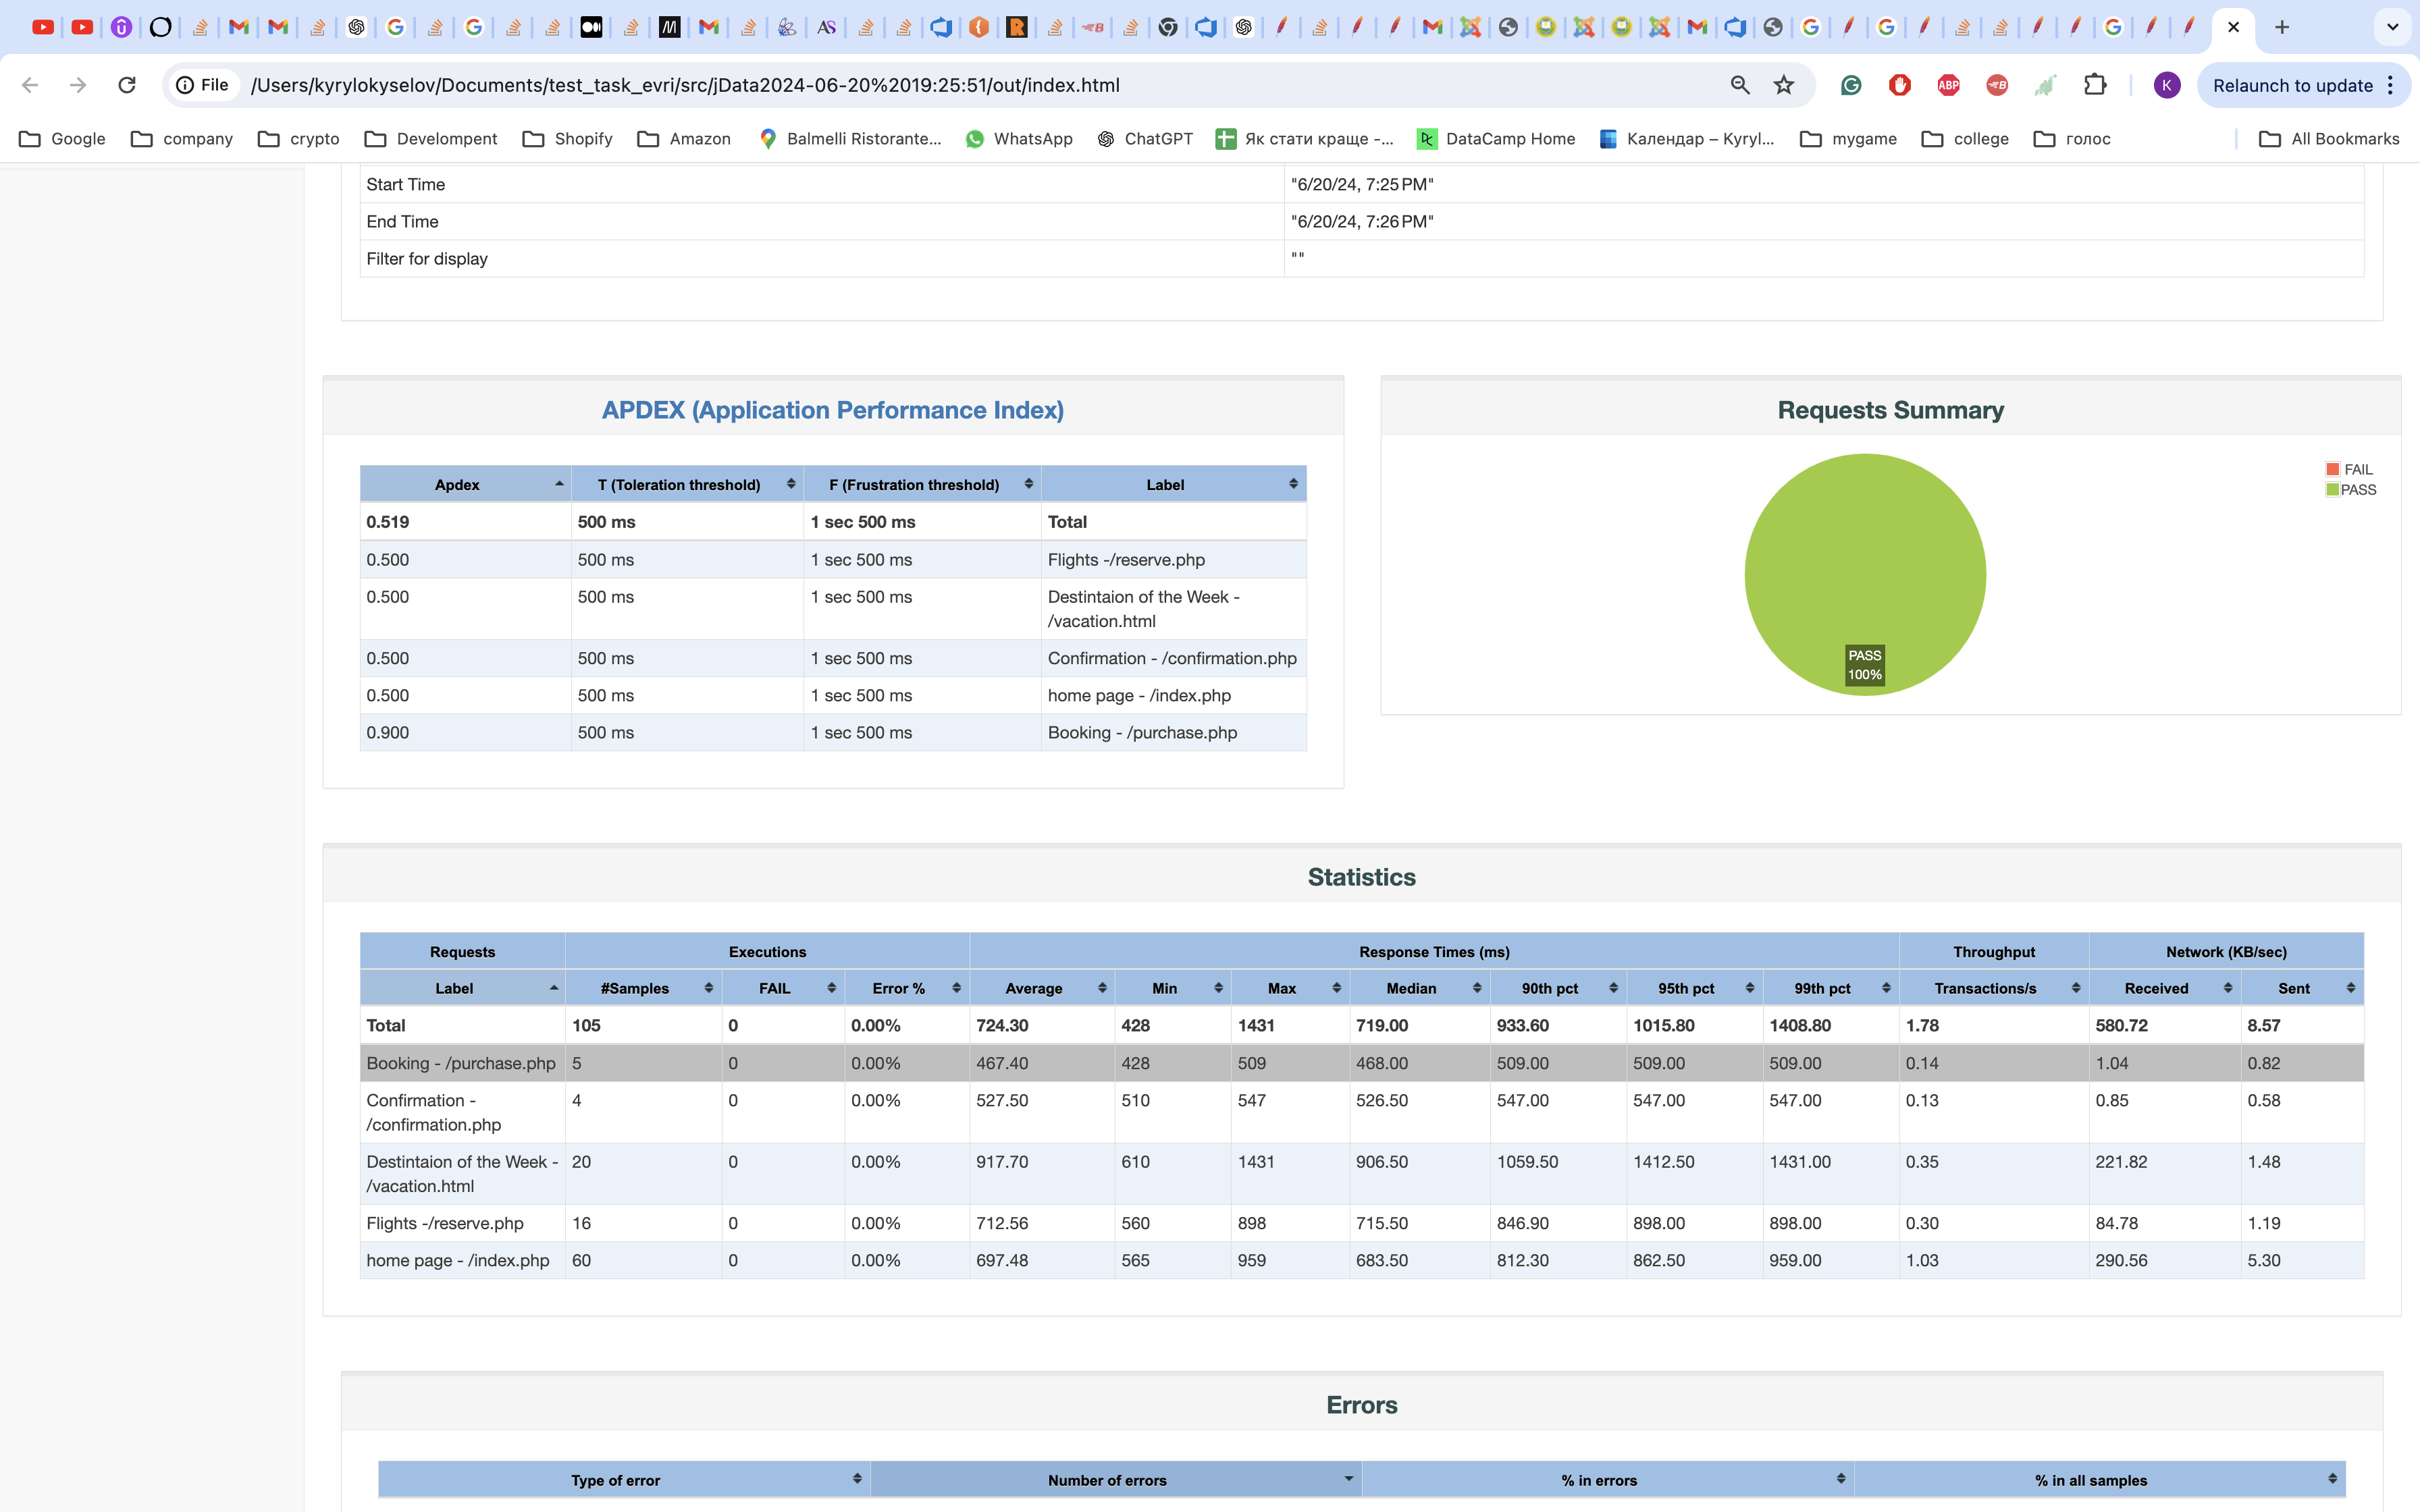 File /Users/kyrylokyselov/Documents/test_task_evri/src/jData2024-06-20%2019:25:51/out/index.html K Relaunch to update
Google company crypto Develompent Shopify Amazon Balmelli Ristorante... WhatsApp ChatGPT Як стати краще -... DataCamp Home Календар – Kyryl... mygame college голос All Bookmarks
Start Time "6/20/24, 7:25 PM"
End Time "6/20/24, 7:26 PM"
Filter for display ""
APDEX (Application Performance Index)
Apdex T (Toleration threshold) F (Frustration threshold) Label
0.519 500 ms 1 sec 500 ms Total
0.500 500 ms 1 sec 500 ms Flights -/reserve.php
0.500 500 ms 1 sec 500 ms Destintaion of the Week -
/vacation.html
0.500 500 ms 1 sec 500 ms Confirmation - /confirmation.php
0.500 500 ms 1 sec 500 ms home page - /index.php
0.900 500 ms 1 sec 500 ms Booking - /purchase.php
Requests Summary
FAIL
PASS
PASS
100%
Statistics
Requests Executions Response Times (ms) Throughput Network (KB/sec)
Label #Samples FAIL Error % Average Min Max Median 90th pct 95th pct 99th pct Transactions/s Received Sent
Total 105 0 0.00% 724.30 428 1431 719.00 933.60 1015.80 1408.80 1.78 580.72 8.57
Booking - /purchase.php 5 0 0.00% 467.40 428 509 468.00 509.00 509.00 509.00 0.14 1.04 0.82
Confirmation - 4 0 0.00% 527.50 510 547 526.50 547.00 547.00 547.00 0.13 0.85 0.58
/confirmation.php
Destintaion of the Week - 20 0 0.00% 917.70 610 1431 906.50 1059.50 1412.50 1431.00 0.35 221.82 1.48
/vacation.html
Flights -/reserve.php 16 0 0.00% 712.56 560 898 715.50 846.90 898.00 898.00 0.30 84.78 1.19
home page - /index.php 60 0 0.00% 697.48 565 959 683.50 812.30 862.50 959.00 1.03 290.56 5.30
Errors
Type of error Number of errors % in errors % in all samples